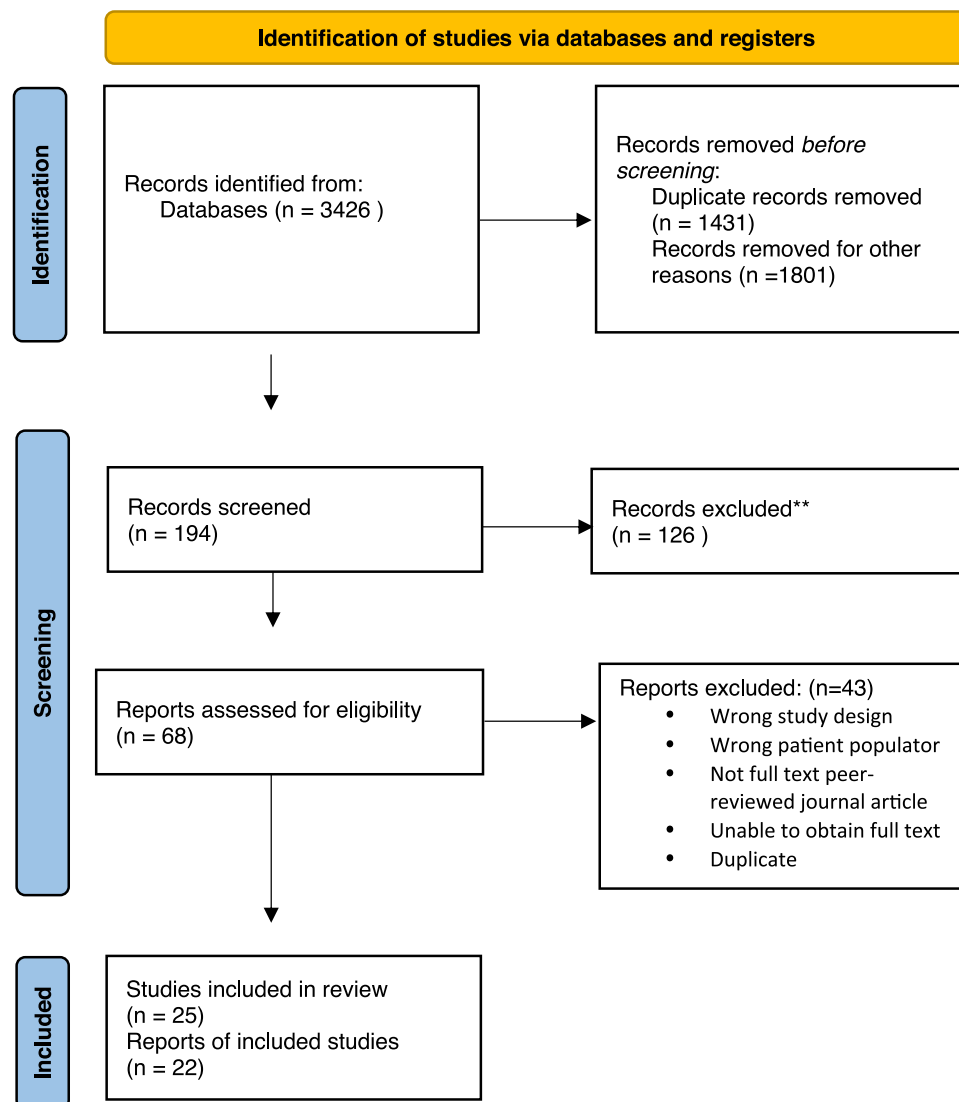 Identification of studies via databases and registers
Identification
Records identified from:
Databases (n = 3426 )
Records removed before
screening:
Duplicate records removed
(n = 1431)
Records removed for other
reasons (n =1801)
Screening
Records screened
(n = 194)
Records excluded**
(n = 126 )
Reports assessed for eligibility
(n = 68)
Reports excluded: (n=43)
• Wrong study design
• Wrong patient populator
• Not full text peer-
reviewed journal article
• Unable to obtain full text
• Duplicate
Included
Studies included in review
(n = 25)
Reports of included studies
(n = 22)